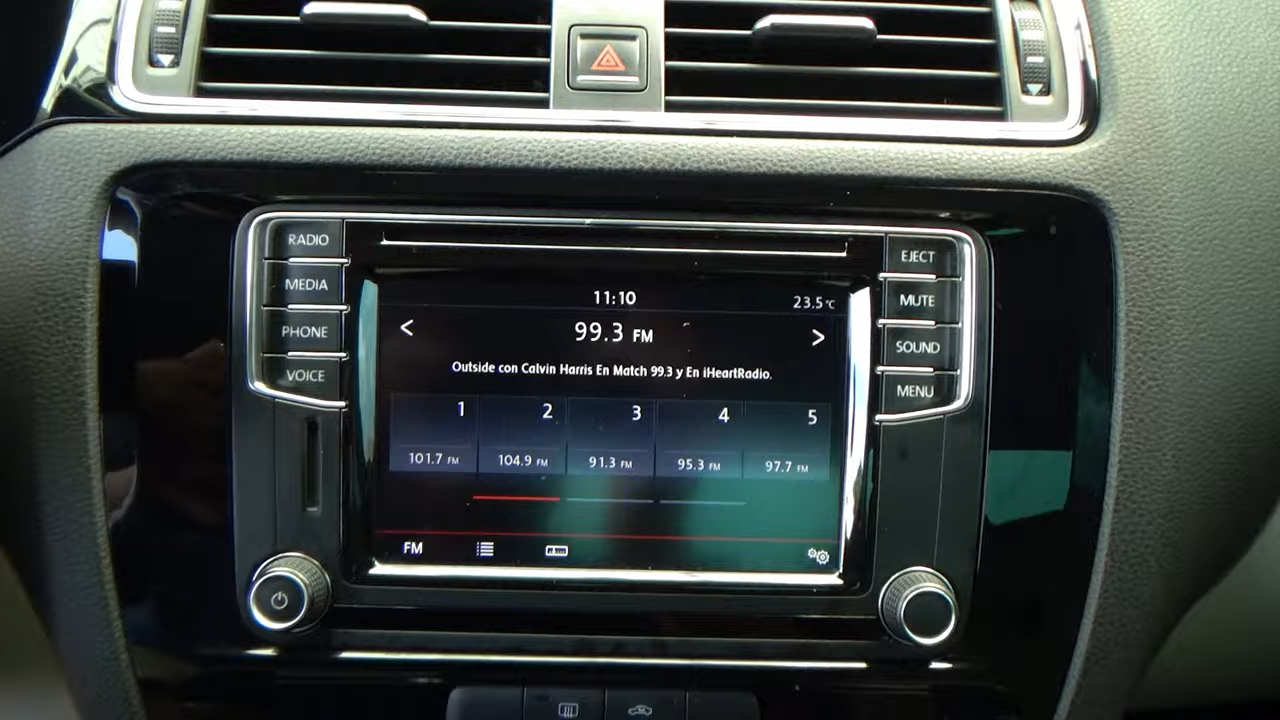 RADIO
MEDIA
PHONE
VOICE
EJECT
MUTE
SOUND
MENU
11:10
23.5°C
< 99.3 FM >
Outside con Calvin Harris En Match 99.3 y En iHeartRadio.
1 2 3 4 5
101.7 FM 104.9 FM 91.3 FM 95.3 FM 97.7 FM
FM